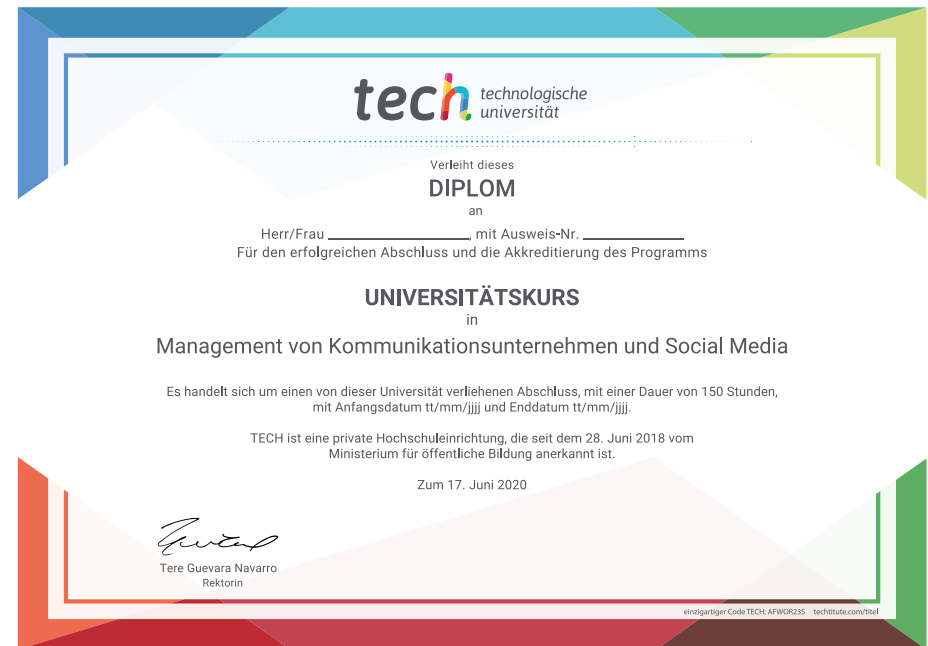 tech technologische
universität
Verleiht dieses
DIPLOM
an
Herr/Frau ________________, mit Ausweis-Nr. ____________
Für den erfolgreichen Abschluss und die Akkreditierung des Programms
UNIVERSITÄTSKURS
in
Management von Kommunikationsunternehmen und Social Media
Es handelt sich um einen von dieser Universität verliehenen Abschluss, mit einer Dauer von 150 Stunden,
mit Anfangsdatum tt/mm/jjjj und Enddatum tt/mm/jjjj.
TECH ist eine private Hochschuleinrichtung, die seit dem 28. Juni 2018 vom
Ministerium für öffentliche Bildung anerkannt ist.
Zum 17. Juni 2020
Tere Guevara Navarro
Rektorin
einzigartiger Code TECH: AFWOR23S techtitute.com/titel